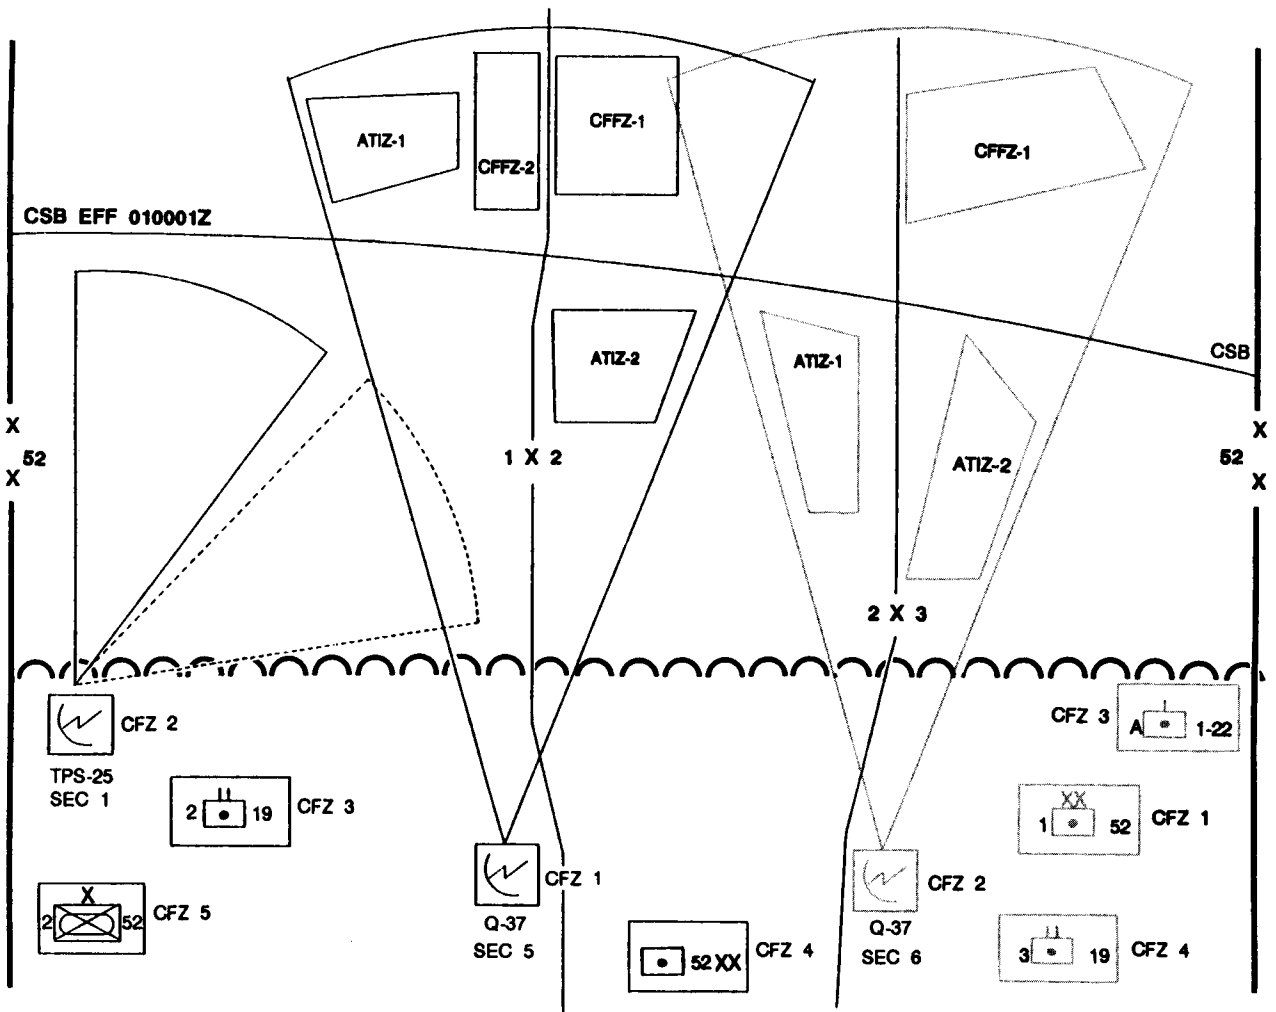 ATIZ-1
CFFZ-2
CFFZ-1
CFFZ-1
CSB EFF 010001Z
ATIZ-2
ATIZ-1
CSB
X
52
X
1 X 2
ATIZ-2
X
52
X
2 X 3
CFZ 2
TPS-25
SEC 1
CFZ 3
A 1-22
2 19 CFZ 3
XX
1 52 CFZ 1
CFZ 1
Q-37
SEC 5
CFZ 2
Q-37
SEC 6
X
2 52 CFZ 5
52 XX CFZ 4
3 19 CFZ 4